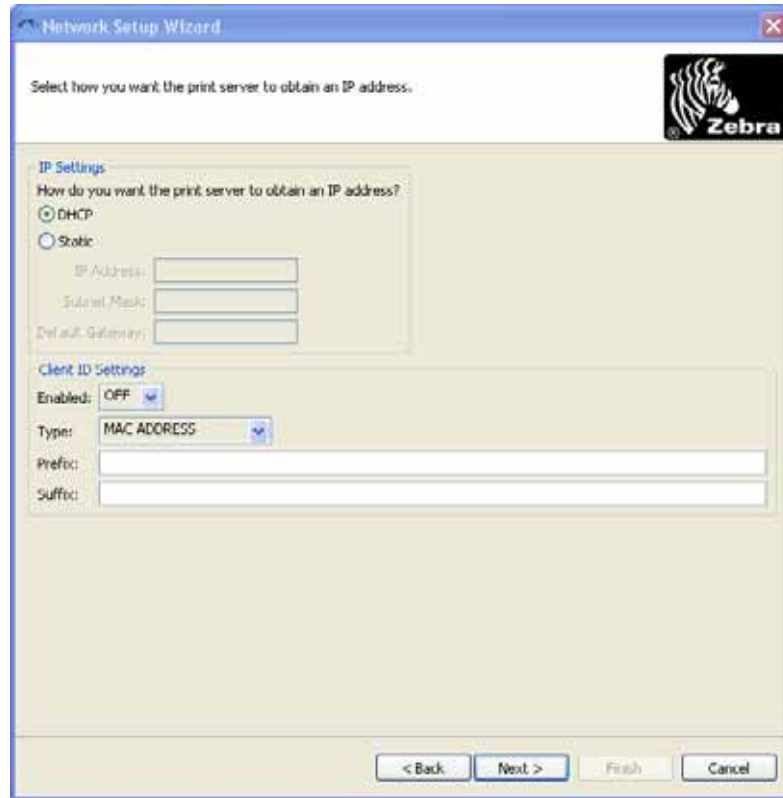 Network Setup Wizard
Select how you want the print server to obtain an IP address.
® Zebra
IP Settings
How do you want the print server to obtain an IP address?
DHCP
Static
IP Address:
Subnet Mask:
Default Gateway:
Client ID Settings
Enabled: OFF
Type: MAC ADDRESS
Prefix:
Suffix:
< Back Next > Finish Cancel